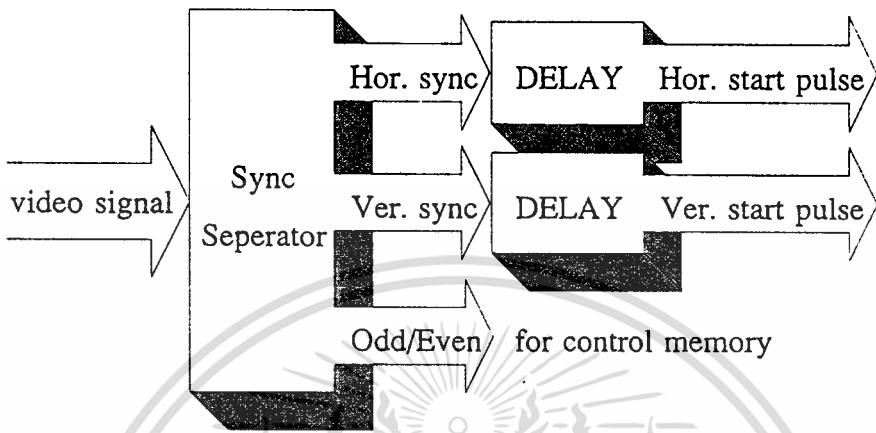 Hor. sync
DELAY
Hor. start pulse
video signal
Sync
Seperator
Ver. sync
DELAY
Ver. start pulse
Odd/Even
for control memory